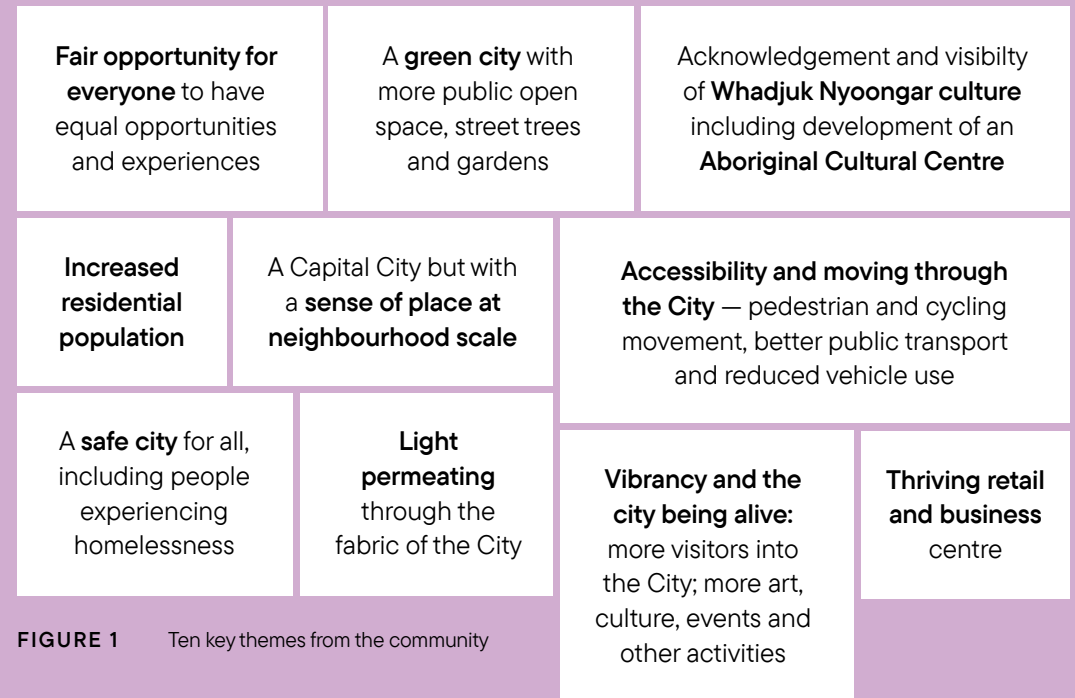 Fair opportunity for
everyone to have
equal opportunities
and experiences
A green city with
more public open
space, street trees
and gardens
Acknowledgement and visibilty
of Whadjuk Nyoongar culture
including development of an
Aboriginal Cultural Centre
Increased
residential
population
A Capital City but with
a sense of place at
neighbourhood scale
Accessibility and moving through
the City — pedestrian and cycling
movement, better public transport
and reduced vehicle use
A safe city for all,
including people
experiencing
homelessness
Light
permeating
through the
fabric of the City
Vibrancy and the
city being alive:
more visitors into
the City; more art,
culture, events and
other activities
Thriving retail
and business
centre
FIGURE 1 Ten key themes from the community